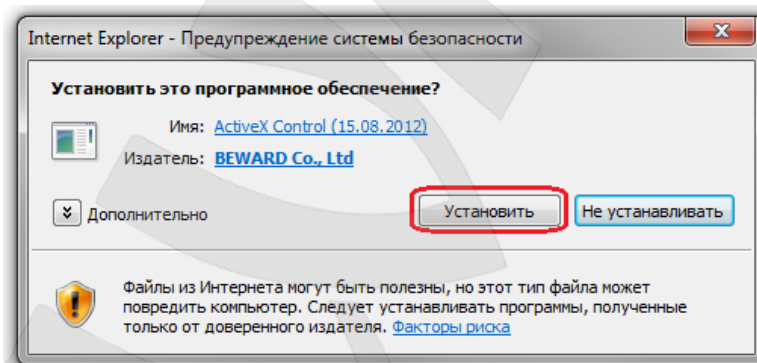 Internet Explorer - Предупреждение системы безопасности
Установить это программное обеспечение?
Имя: ActiveX Control (15.08.2012)
Издатель: BEWARD Co., Ltd
Дополнительно
Установить
Не устанавливать
Файлы из Интернета могут быть полезны, но этот тип файла может
повредить компьютер. Следует устанавливать программы, полученные
только от доверенного издателя. Факторы риска